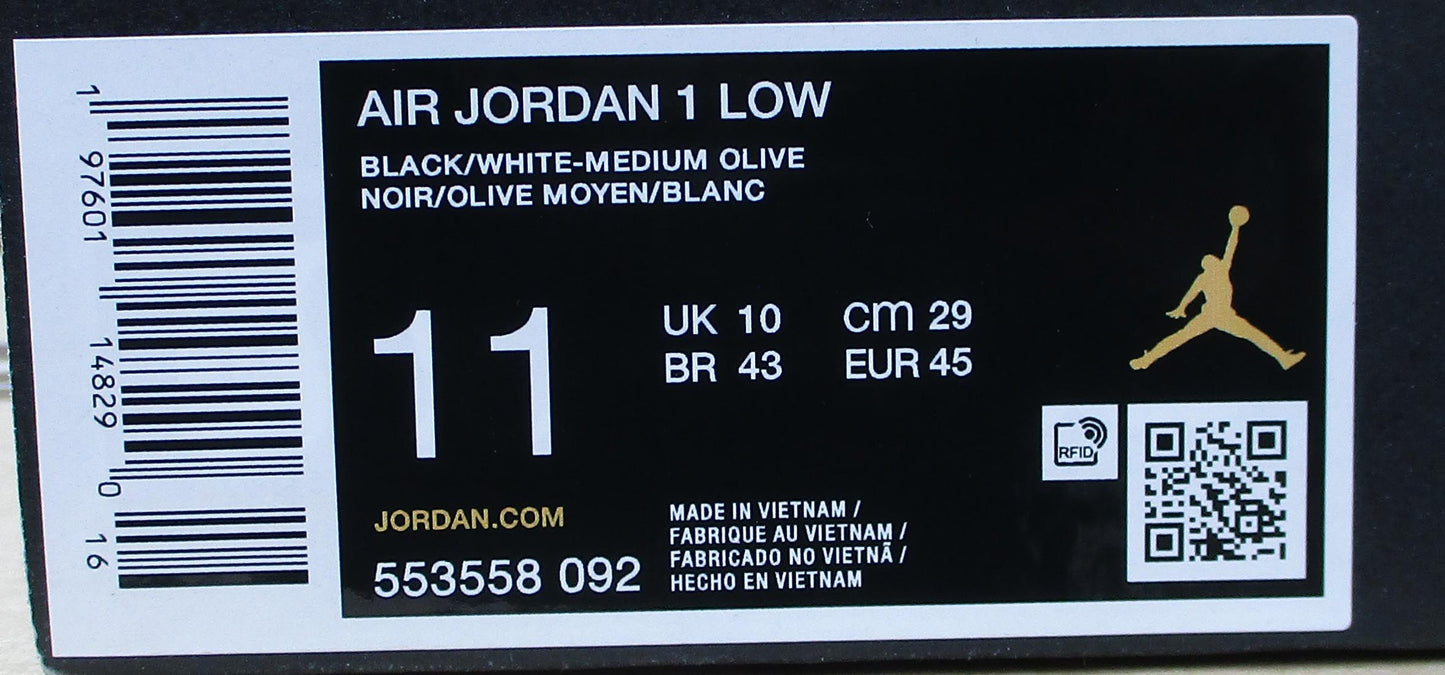 AIR JORDAN 1 LOW
BLACK/WHITE-MEDIUM OLIVE
NOIR/OLIVE MOYEN/BLANC
11
UK 10 cm 29
BR 43 EUR 45
RFID
JORDAN.COM
553558 092
MADE IN VIETNAM /
FABRIQUE AU VIETNAM /
FABRICADO NO VIETNÃ /
HECHO EN VIETNAM
1 97601 14829 0 16